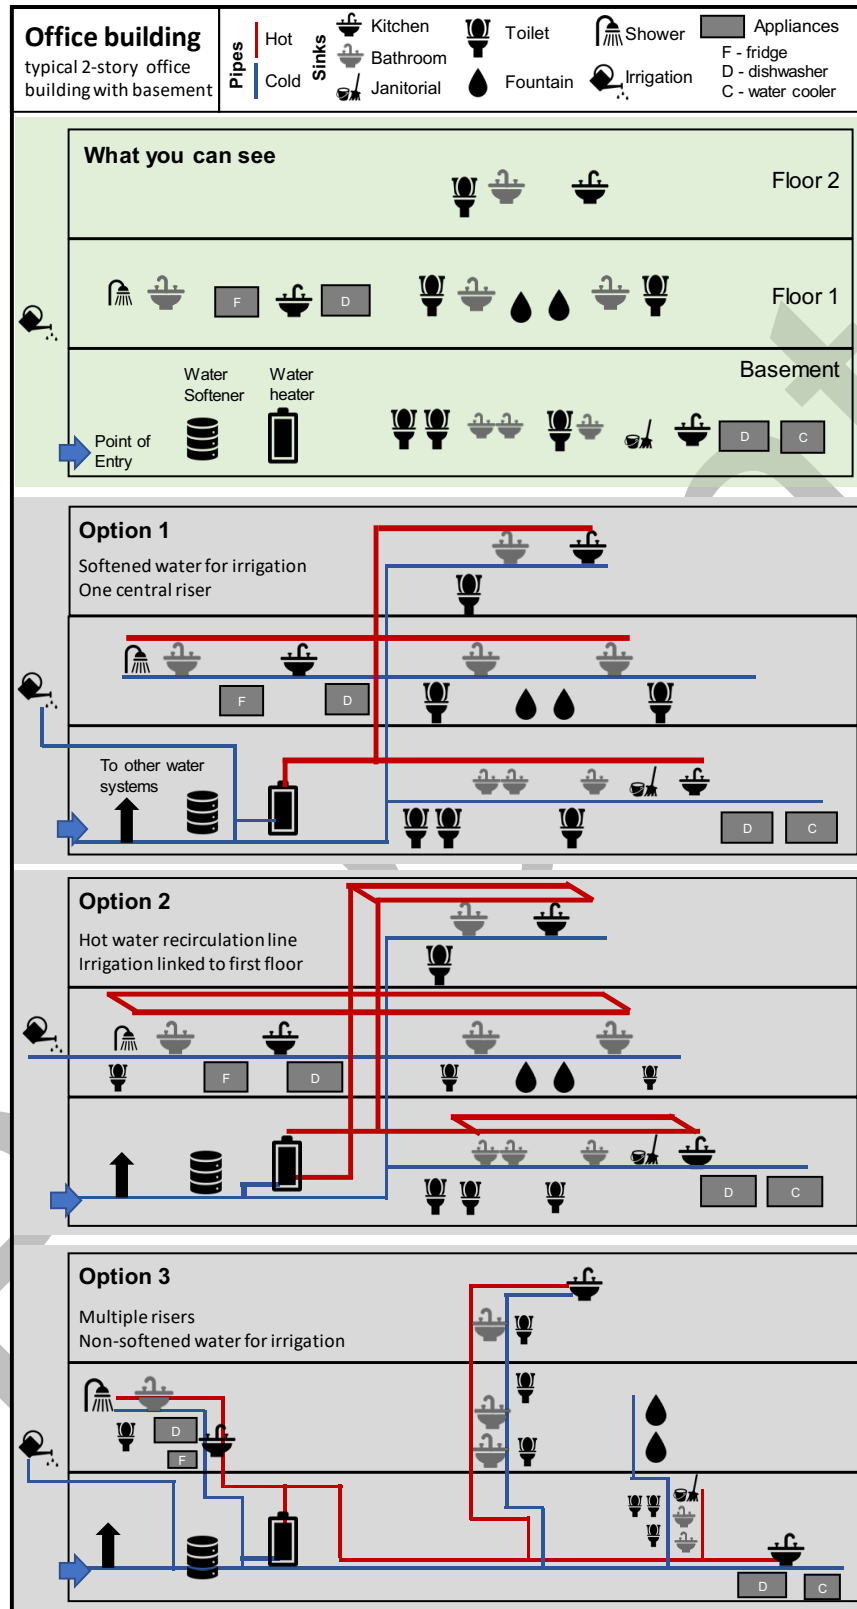 Office building
typical 2-story office
building with basement
Pipes
Hot
Cold
Sinks
Kitchen
Bathroom
Janitorial
Toilet
Fountain
Shower
Irrigation
Appliances
F - fridge
D - dishwasher
C - water cooler
What you can see
Floor 2
F
D
Floor 1
Basement
Water
Softener
Water
heater
Point of
Entry
D
C
Option 1
Softened water for irrigation
One central riser
F
D
To other water
systems
D
C
Option 2
Hot water recirculation line
Irrigation linked to first floor
F
D
D
C
Option 3
Multiple risers
Non-softened water for irrigation
D
F
D
C